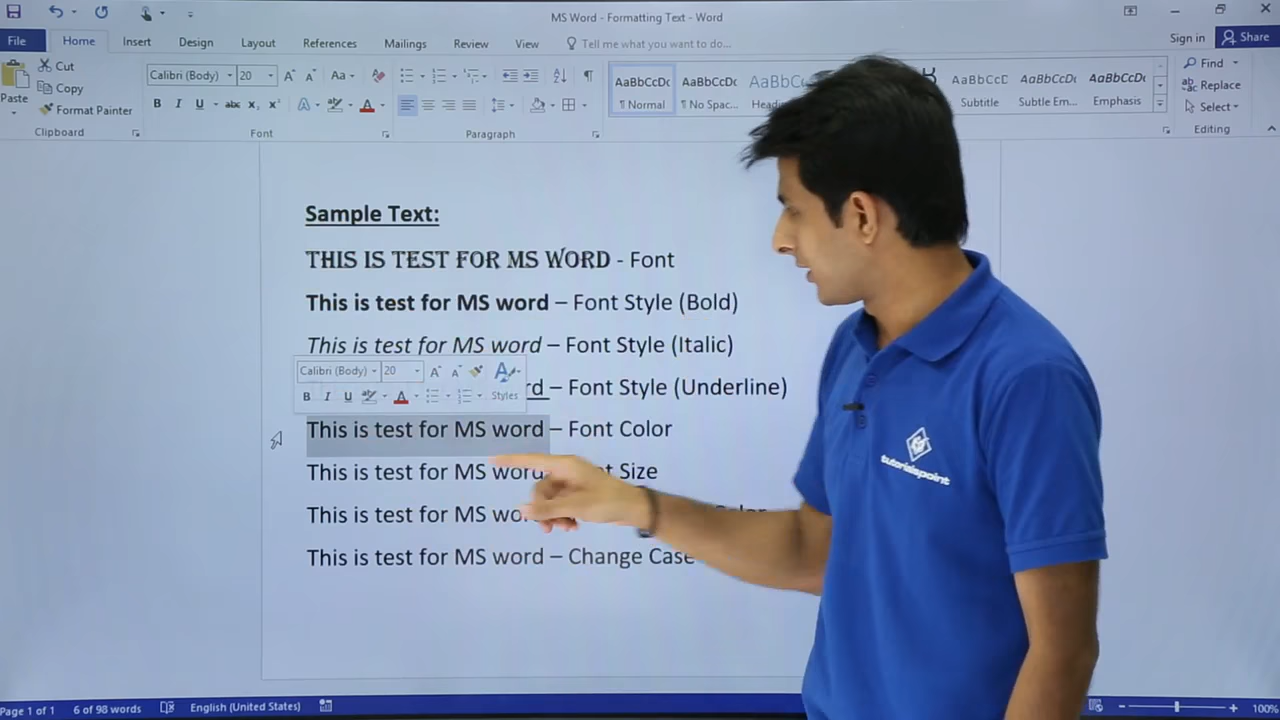 MS Word - Formatting Text - Word
File Home Insert Design Layout References Mailings Review View Tell me what you want to do... Sign in Share
Paste Cut Copy Format Painter Clipboard
Calibri (Body) 20 Aa Font
Paragraph
AaBbCcDc AaBbCcDc AaBbCc AaBbCcD AaBbCcDc AaBbCcDc
¶ Normal ¶ No Spac... Subtitle Subtle Em... Emphasis
Find Replace Select Editing
Sample Text:
THIS IS TEST FOR MS WORD - Font
This is test for MS word – Font Style (Bold)
This is test for MS word – Font Style (Italic)
Calibri (Body) 20
– Font Style (Underline)
B I U A Styles
This is test for MS word – Font Color
This is test for MS word Size
This is test for MS
This is test for MS word – Change Case
tutorialspoint
Page 1 of 1 6 of 98 words English (United States) 100%